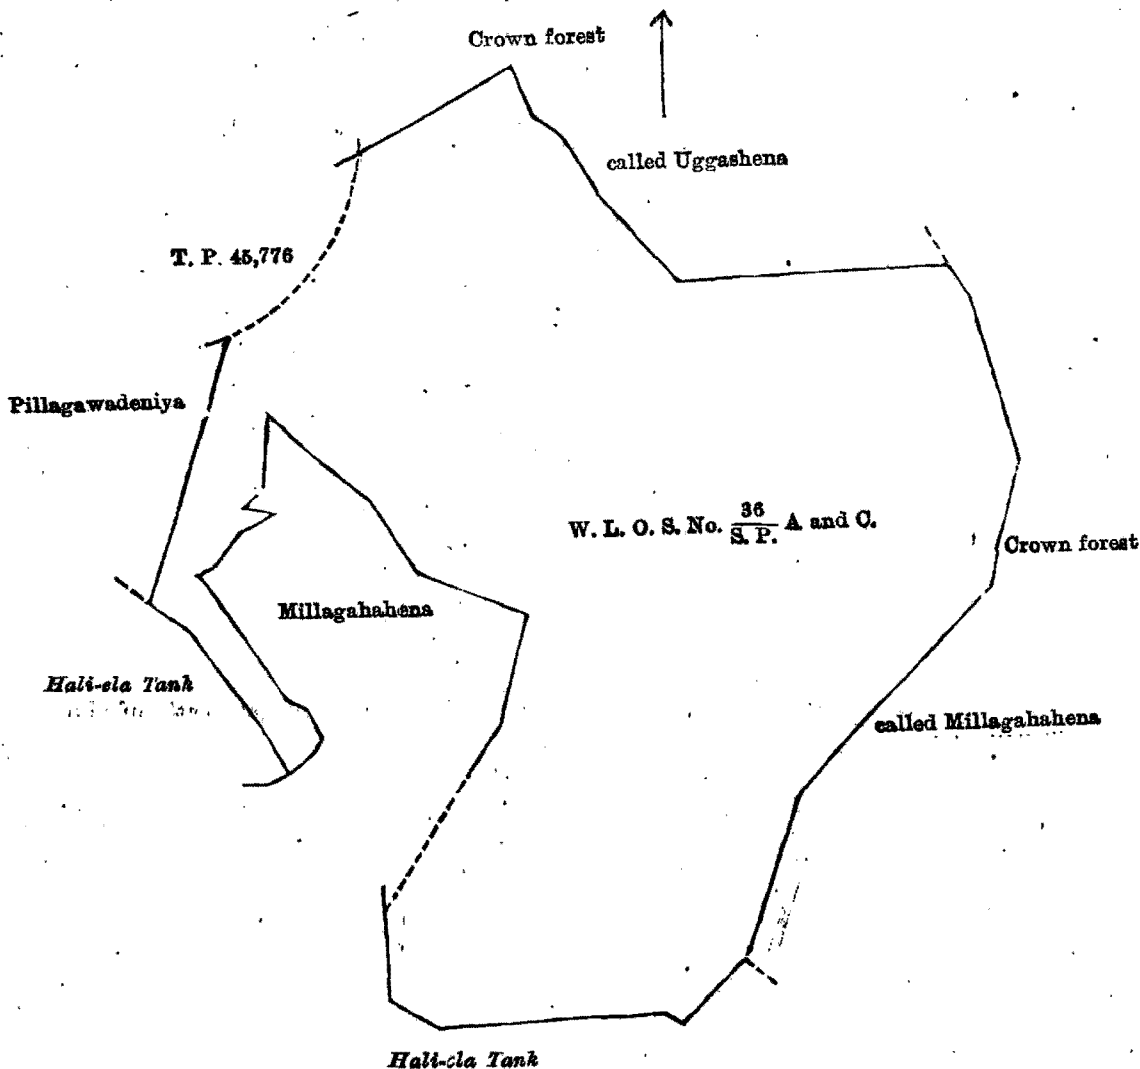 Crown forest
called Uggashena
T. P. 45,776
Pillagawadeniya
W. L. O. S. No. 36/S. P. A and C.
Crown forest
Millagahahena
Hali-ela Tank
called Millagahahena
Hali-ela Tank